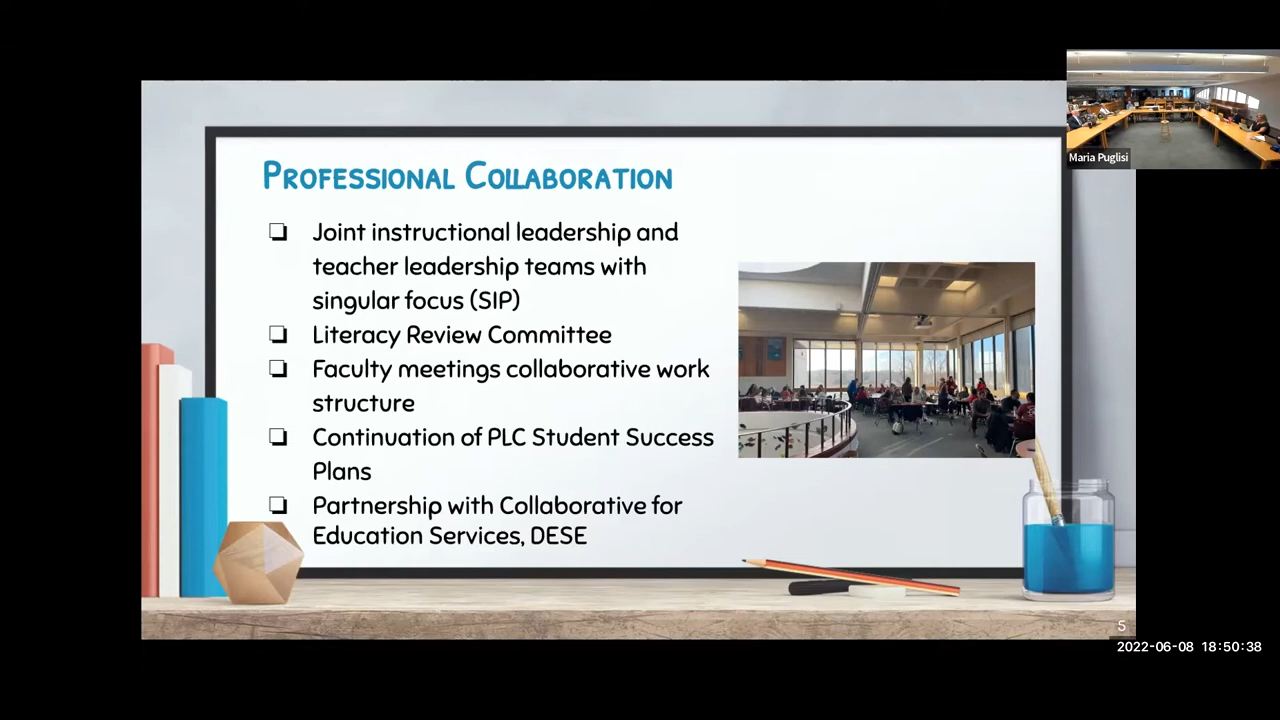 Professional Collaboration
❏ Joint instructional leadership and
teacher leadership teams with
singular focus (SIP)
❏ Literacy Review Committee
❏ Faculty meetings collaborative work
structure
❏ Continuation of PLC Student Success
Plans
❏ Partnership with Collaborative for
Education Services, DESE
Maria Puglisi
5
2022-06-08 18:50:38